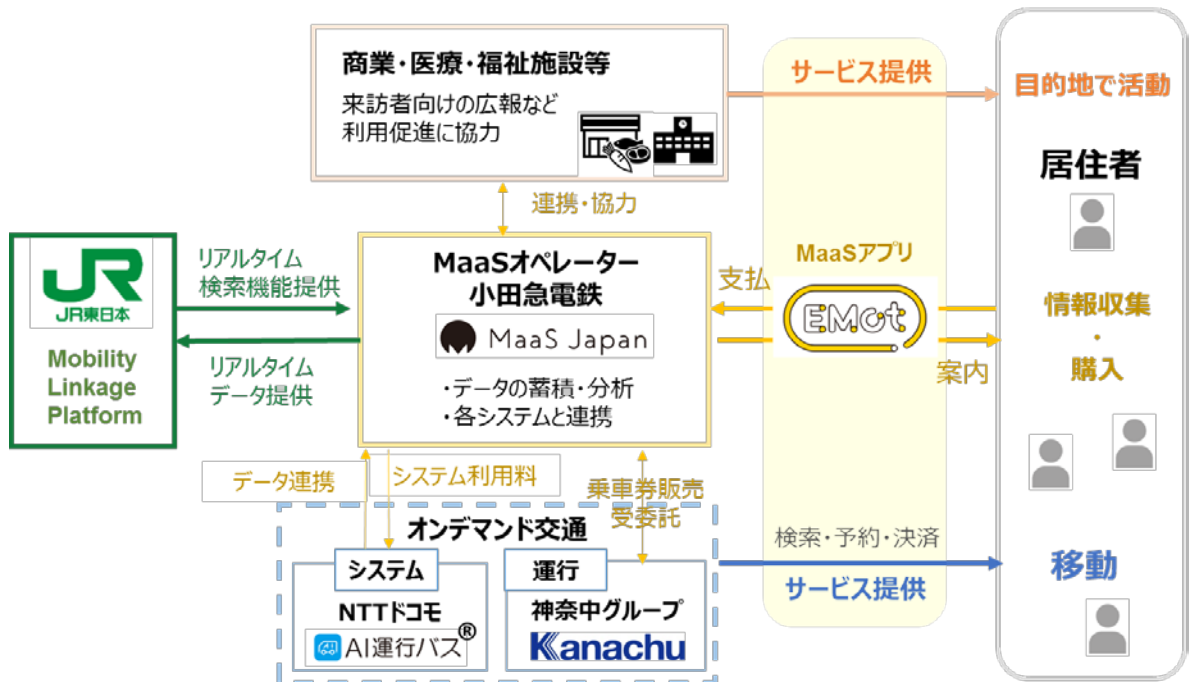 商業・医療・福祉施設等
来訪者向けの広報など
利用促進に協力
サービス提供
目的地で活動
居住者
連携・協力
JR
JR東日本
Mobility
Linkage
Platform
リアルタイム
検索機能提供
リアルタイム
データ提供
MaaSオペレーター
小田急電鉄
MaaS Japan
・データの蓄積・分析
・各システムと連携
支払
MaaSアプリ
EMot
案内
情報収集
・
購入
データ連携
システム利用料
乗車券販売
受委託
オンデマンド交通
システム
NTTドコモ
AI運行バス®
運行
神奈中グループ
Kanachu
検索・予約・決済
サービス提供
移動